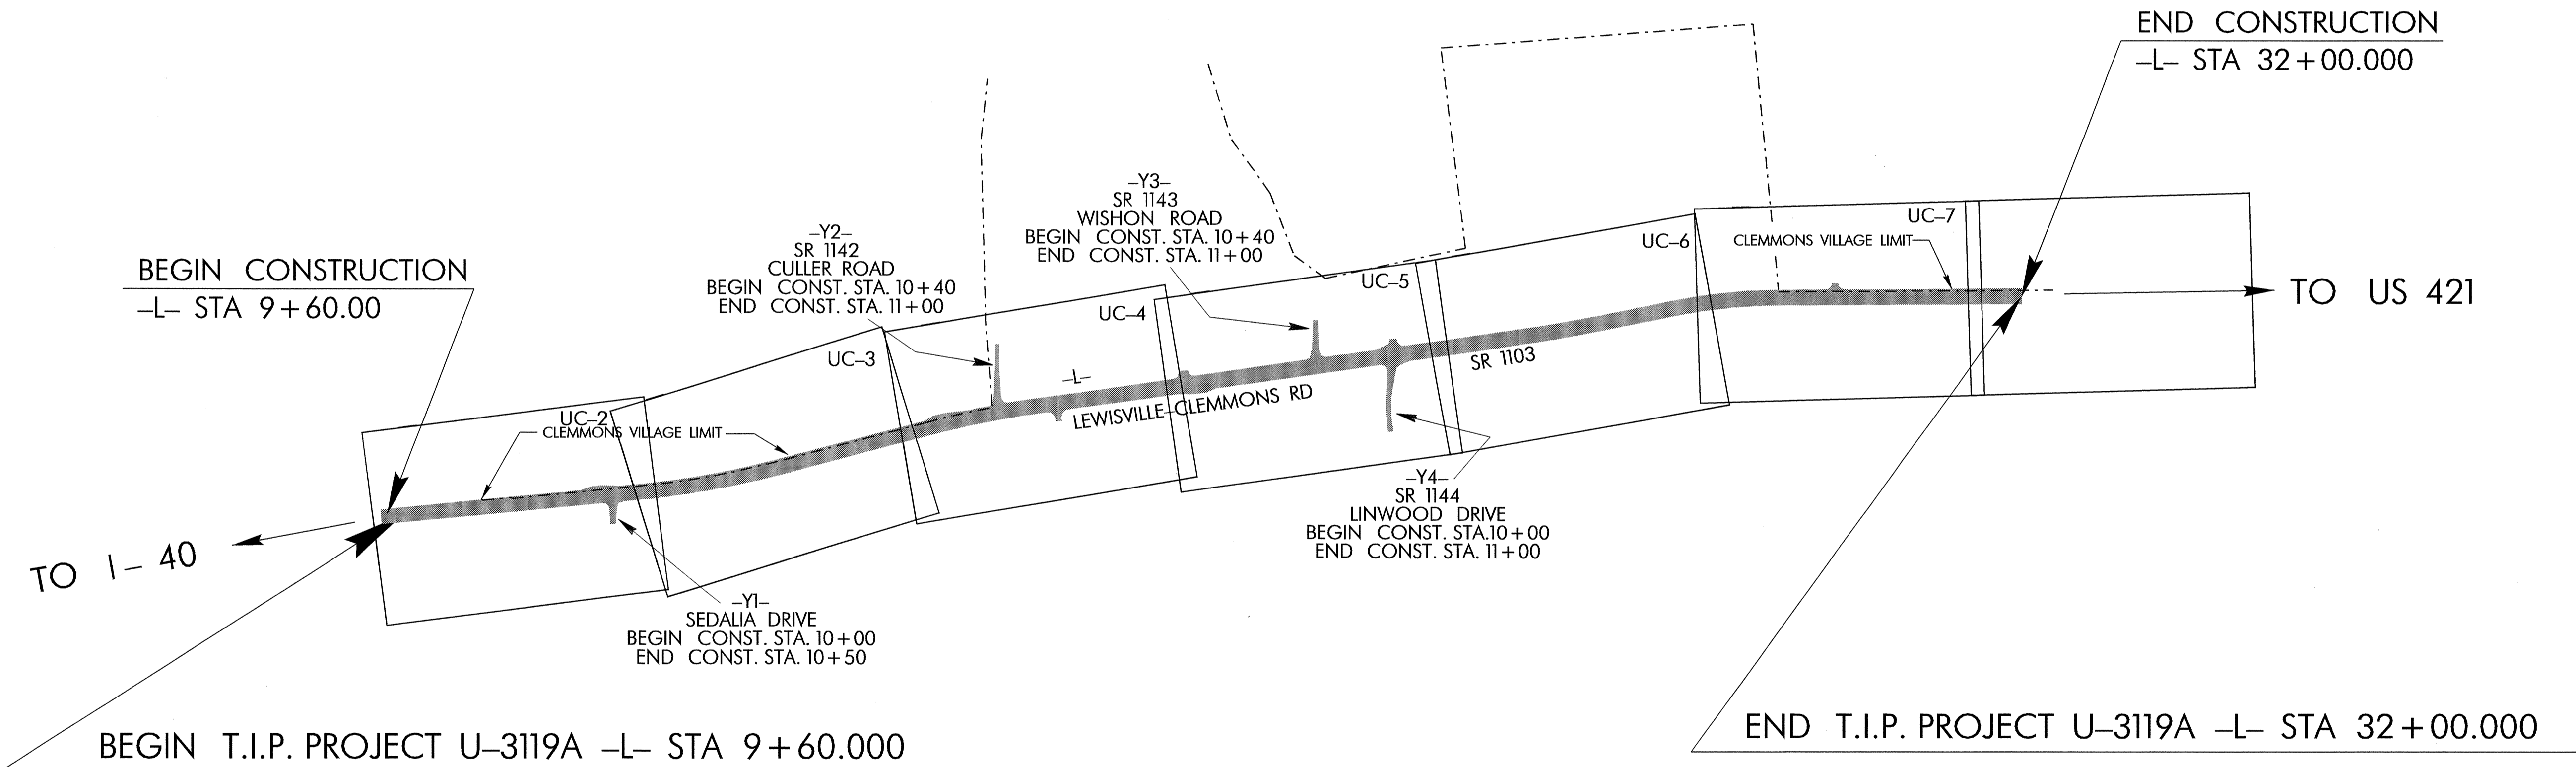 END CONSTRUCTION
-L- STA 32+00.000
-Y3-
SR 1143
WISHON ROAD
BEGIN CONST. STA. 10+40
END CONST. STA. 11+00
-Y2-
SR 1142
CULLER ROAD
BEGIN CONST. STA. 10+40
END CONST. STA. 11+00
UC-7
UC-6
CLEMMONS VILLAGE LIMIT
BEGIN CONSTRUCTION
-L- STA 9+60.00
UC-5
TO US 421
UC-4
UC-3
SR 1103
-L-
LEWISVILLE-CLEMMONS RD
UC-2
CLEMMONS VILLAGE LIMIT
-Y4-
SR 1144
LINWOOD DRIVE
BEGIN CONST. STA.10+00
END CONST. STA. 11+00
TO I-40
-Y1-
SEDALIA DRIVE
BEGIN CONST. STA. 10+00
END CONST. STA. 10+50
BEGIN T.I.P. PROJECT U-3119A -L- STA 9+60.000
END T.I.P. PROJECT U-3119A -L- STA 32+00.000